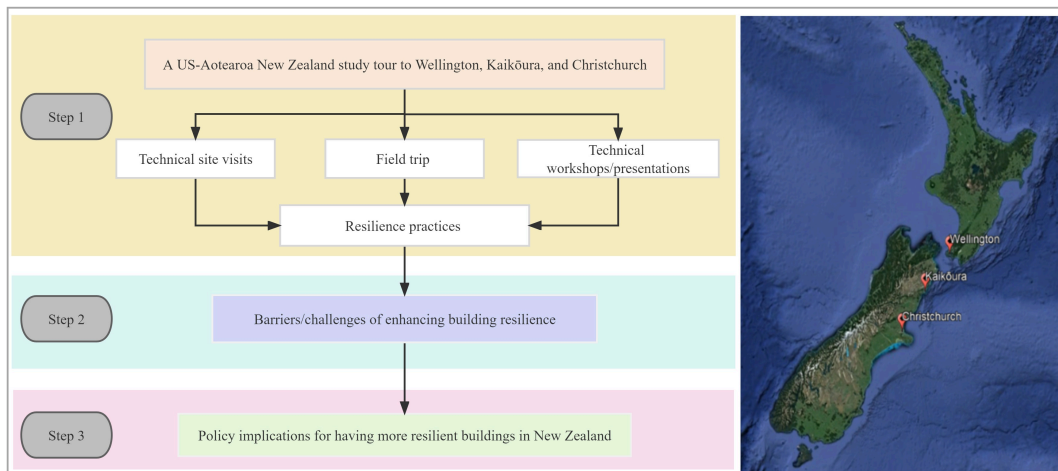 A US-Aotearoa New Zealand study tour to Wellington, Kaikōura, and Christchurch
Step 1
Technical site visits
Field trip
Technical
workshops/presentations
Resilience practices
Step 2
Barriers/challenges of enhancing building resilience
Step 3
Policy implications for having more resilient buildings in New Zealand
Wellington
Kaikōura
Christchurch